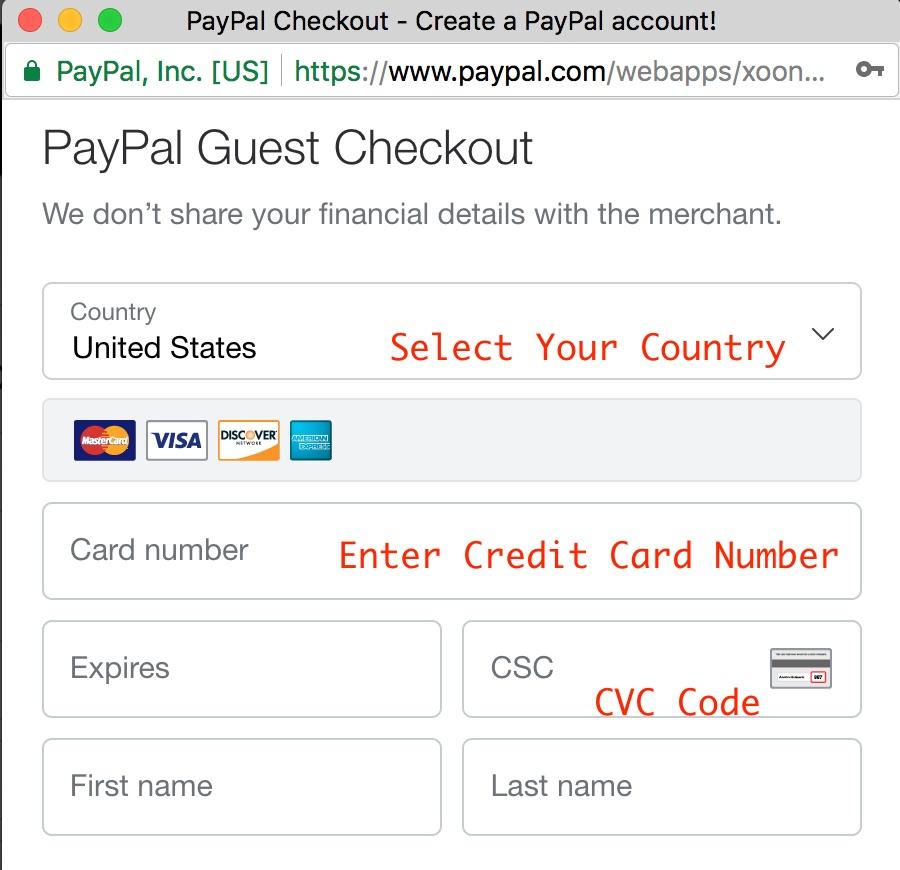 PayPal Checkout - Create a PayPal account!
PayPal, Inc. [US] https://www.paypal.com/webapps/xoon...
PayPal Guest Checkout
We don't share your financial details with the merchant.
Country
United States Select Your Country
MasterCard VISA DISCOVER NETWORK AMERICAN EXPRESS
Card number Enter Credit Card Number
Expires
CSC
CVC Code
First name
Last name